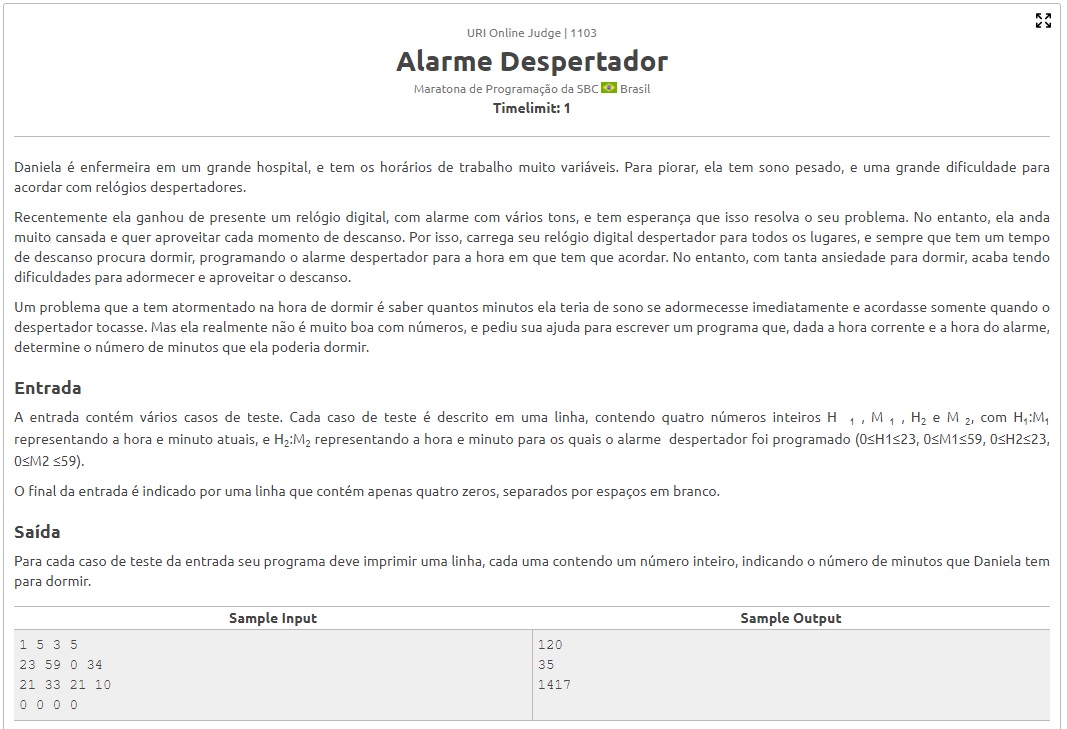 URI Online Judge | 1103
Alarme Despertador
Maratona de Programação da SBC Brasil
Timelimit: 1
Daniela é enfermeira em um grande hospital, e tem os horários de trabalho muito variáveis. Para piorar, ela tem sono pesado, e uma grande dificuldade para
acordar com relógios despertadores.
Recentemente ela ganhou de presente um relógio digital, com alarme com vários tons, e tem esperança que isso resolva o seu problema. No entanto, ela anda
muito cansada e quer aproveitar cada momento de descanso. Por isso, carrega seu relógio digital despertador para todos os lugares, e sempre que tem um tempo
de descanso procura dormir, programando o alarme despertador para a hora em que tem que acordar. No entanto, com tanta ansiedade para dormir, acaba tendo
dificuldades para adormecer e aproveitar o descanso.
Um problema que a tem atormentado na hora de dormir é saber quantos minutos ela teria de sono se adormecesse imediatamente e acordasse somente quando o
despertador tocasse. Mas ela realmente não é muito boa com números, e pediu sua ajuda para escrever um programa que, dada a hora corrente e a hora do alarme,
determine o número de minutos que ela poderia dormir.
Entrada
A entrada contém vários casos de teste. Cada caso de teste é descrito em uma linha, contendo quatro números inteiros H ₁ , M ₁ , H₂ e M ₂, com H₁:M₁
representando a hora e minuto atuais, e H₂:M₂ representando a hora e minuto para os quais o alarme despertador foi programado (0≤H1≤23, 0≤M1≤59, 0≤H2≤23,
0≤M2 ≤59).
O final da entrada é indicado por uma linha que contém apenas quatro zeros, separados por espaços em branco.
Saída
Para cada caso de teste da entrada seu programa deve imprimir uma linha, cada uma contendo um número inteiro, indicando o número de minutos que Daniela tem
para dormir.
Sample Input
Sample Output
1 5 3 5
23 59 0 34
21 33 21 10
0 0 0 0
120
35
1417